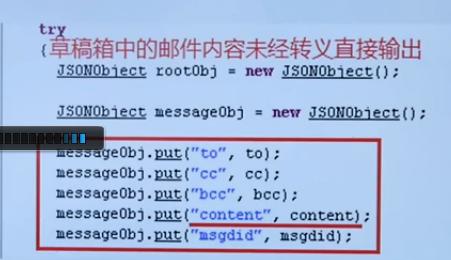 try
{草稿箱中的邮件内容未经转义直接输出
JSONObject rootObj = new JSONObject();
JSONObject messageObj = new JSONObject();
messageObj.put("to", to);
messageObj.put("cc", cc);
messageObj.put("bcc", bcc);
messageObj.put("content", content);
messageObj.put("msgdid", msgdid);